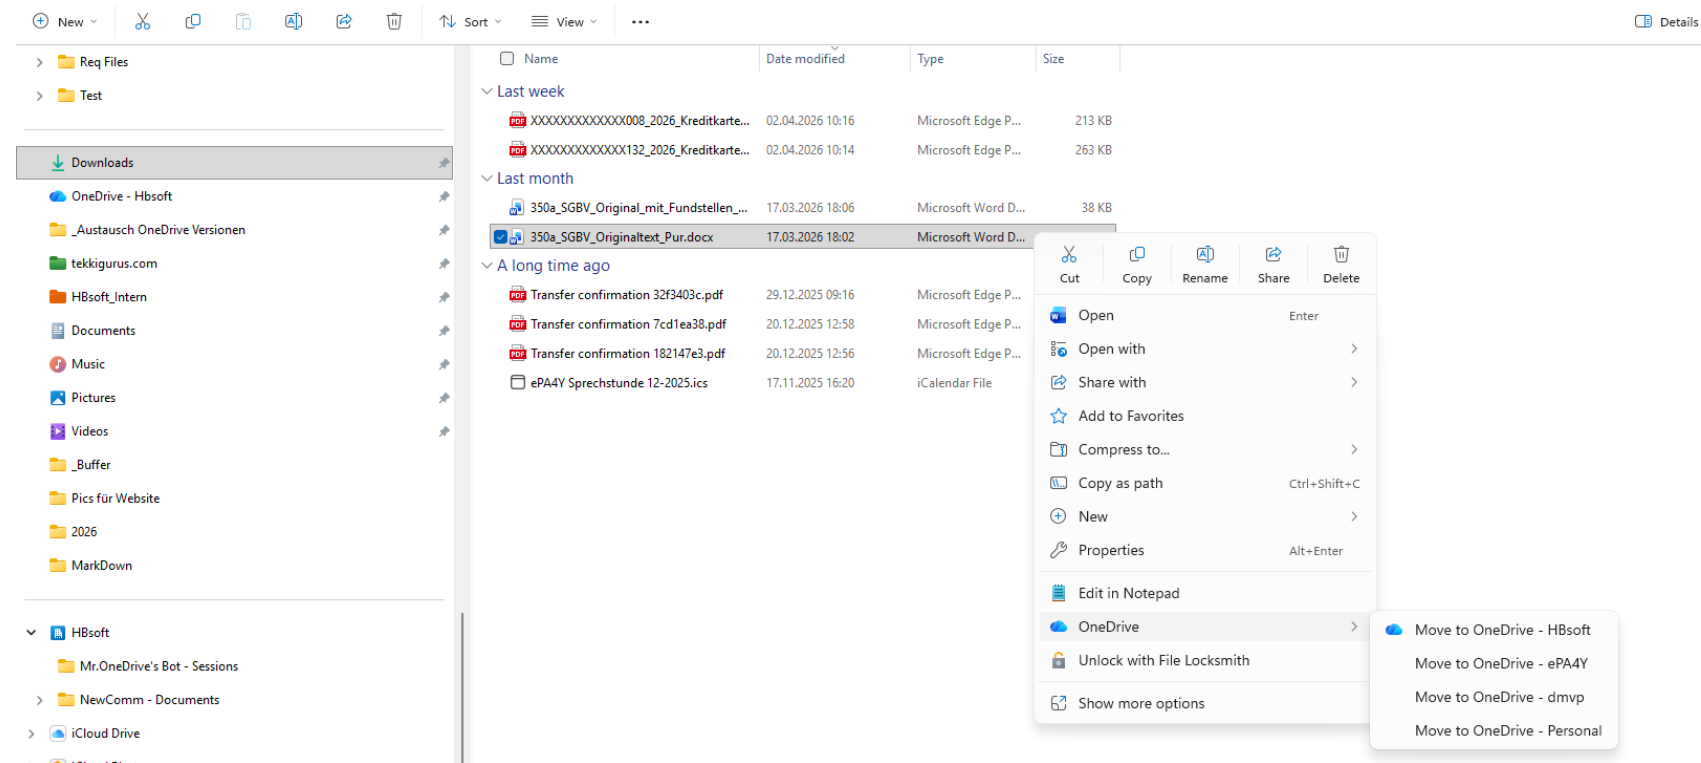 New
Sort
View
Details
Req Files
Test
Downloads
OneDrive - Hbsoft
_Austausch OneDrive Versionen
tekkigurus.com
HBsoft_Intern
Documents
Music
Pictures
Videos
_Buffer
Pics für Website
2026
MarkDown
HBsoft
Mr.OneDrive's Bot - Sessions
NewComm - Documents
iCloud Drive
Name Date modified Type Size
Last week
PDF XXXXXXXXXXXXX008_2026_Kreditkarte... 02.04.2026 10:16 Microsoft Edge P... 213 KB
PDF XXXXXXXXXXXXX132_2026_Kreditkarte... 02.04.2026 10:14 Microsoft Edge P... 263 KB
Last month
350a_SGBV_Original_mit_Fundstellen_... 17.03.2026 18:06 Microsoft Word D... 38 KB
350a_SGBV_Originaltext_Pur.docx 17.03.2026 18:02 Microsoft Word D...
A long time ago
PDF Transfer confirmation 32f3403c.pdf 29.12.2025 09:16 Microsoft Edge P...
PDF Transfer confirmation 7cd1ea38.pdf 20.12.2025 12:58 Microsoft Edge P...
PDF Transfer confirmation 182147e3.pdf 20.12.2025 12:56 Microsoft Edge P...
ePA4Y Sprechstunde 12-2025.ics 17.11.2025 16:20 iCalendar File
Cut Copy Rename Share Delete
Open Enter
Open with
Share with
Add to Favorites
Compress to...
Copy as path Ctrl+Shift+C
New
Properties Alt+Enter
Edit in Notepad
OneDrive
Unlock with File Locksmith
Show more options
Move to OneDrive - HBsoft
Move to OneDrive - ePA4Y
Move to OneDrive - dmvp
Move to OneDrive - Personal